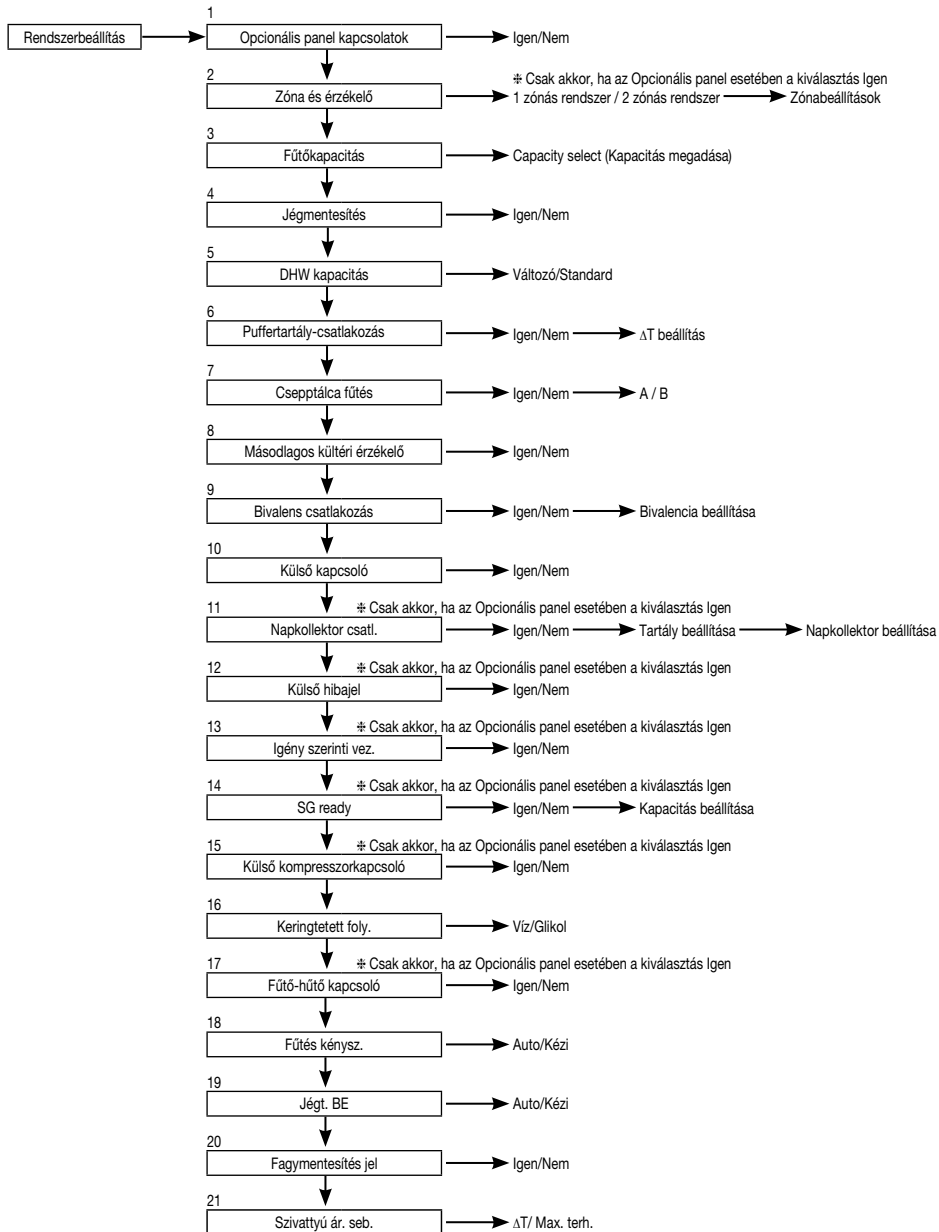 1
Rendszerbeállítás Opcionális panel kapcsolatok Igen/Nem
2
❉ Csak akkor, ha az Opcionális panel esetében a kiválasztás Igen
Zóna és érzékelő 1 zónás rendszer / 2 zónás rendszer Zónabeállítások
3
Fűtőkapacitás Capacity select (Kapacitás megadása)
4
Jégmentesítés Igen/Nem
5
DHW kapacitás Változó/Standard
6
Puffertartály-csatlakozás Igen/Nem ΔT beállítás
7
Csepptálca fűtés Igen/Nem A / B
8
Másodlagos kültéri érzékelő Igen/Nem
9
Bivalens csatlakozás Igen/Nem Bivalencia beállítása
10
Külső kapcsoló Igen/Nem
11 ❉ Csak akkor, ha az Opcionális panel esetében a kiválasztás Igen
Napkollektor csatl. Igen/Nem Tartály beállítása Napkollektor beállítása
12 ❉ Csak akkor, ha az Opcionális panel esetében a kiválasztás Igen
Külső hibajel Igen/Nem
13 ❉ Csak akkor, ha az Opcionális panel esetében a kiválasztás Igen
Igény szerinti vez. Igen/Nem
14 ❉ Csak akkor, ha az Opcionális panel esetében a kiválasztás Igen
SG ready Igen/Nem Kapacitás beállítása
15 ❉ Csak akkor, ha az Opcionális panel esetében a kiválasztás Igen
Külső kompresszorkapcsoló Igen/Nem
16
Keringtetett foly. Víz/Glikol
17 ❉ Csak akkor, ha az Opcionális panel esetében a kiválasztás Igen
Fűtő-hűtő kapcsoló Igen/Nem
18
Fűtés kénysz. Auto/Kézi
19
Jégt. BE Auto/Kézi
20
Fagymentesítés jel Igen/Nem
21
Szivattyú ár. seb. ΔT/ Max. terh.